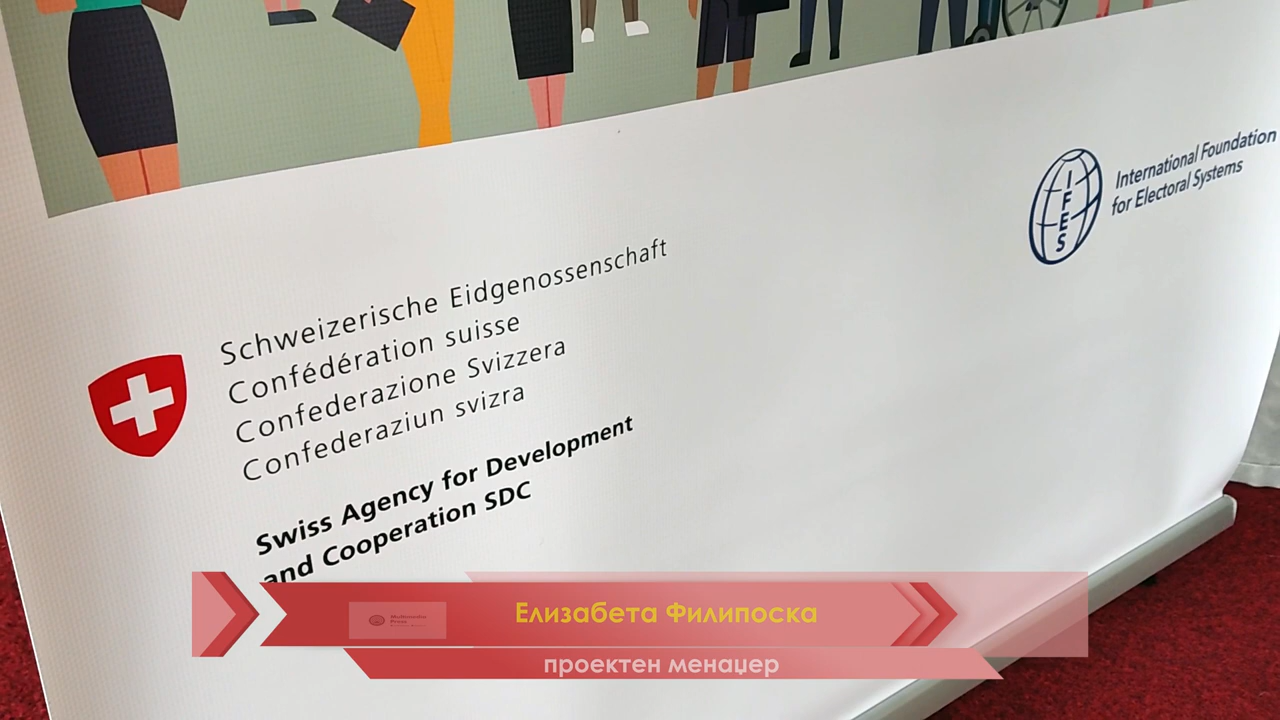 IFES
International Foundation
for Electoral Systems
Schweizerische Eidgenossenschaft
Confédération suisse
Confederazione Svizzera
Confederaziun svizra
Swiss Agency for Development
and Cooperation SDC
Елизабета Филипоска
проектен менаџер